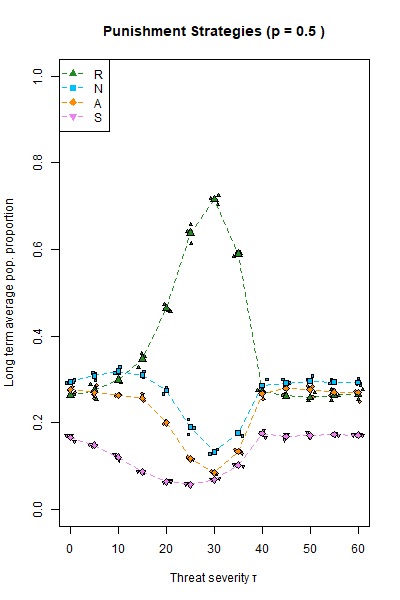 Punishment Strategies (p = 0.5 )
R
N
A
S
1.0
0.8
0.6
0.4
0.2
0.0
Long term average pop. proportion
0 10 20 30 40 50 60
Threat severity τ